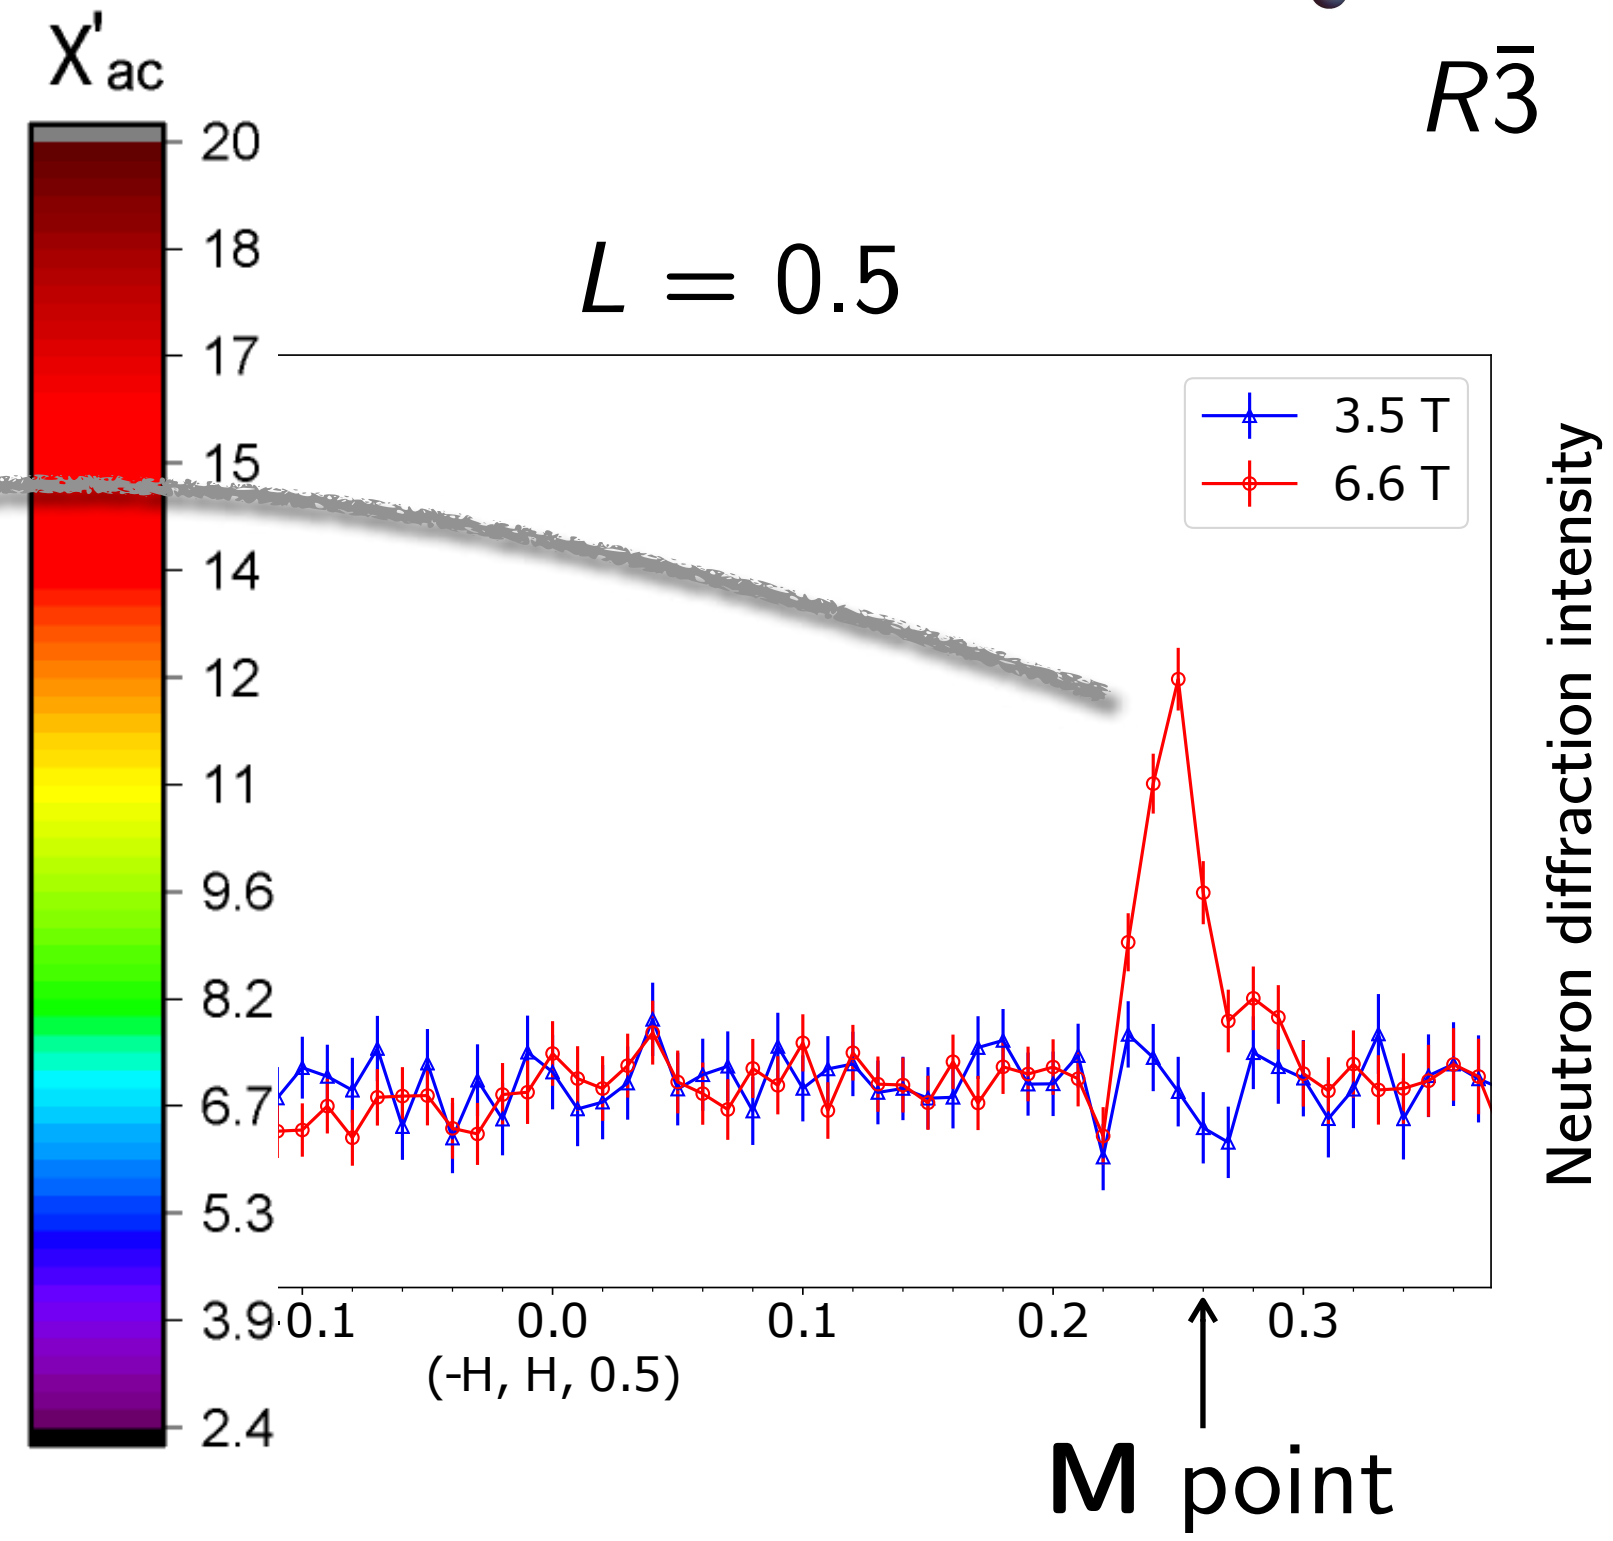 χ'ac
R3̅
20
18
17
15
14
12
11
9.6
8.2
6.7
5.3
3.9
2.4
L = 0.5
3.5 T
6.6 T
Neutron diffraction intensity
0.1 0.0 0.1 0.2 0.3
(-H, H, 0.5)
M point